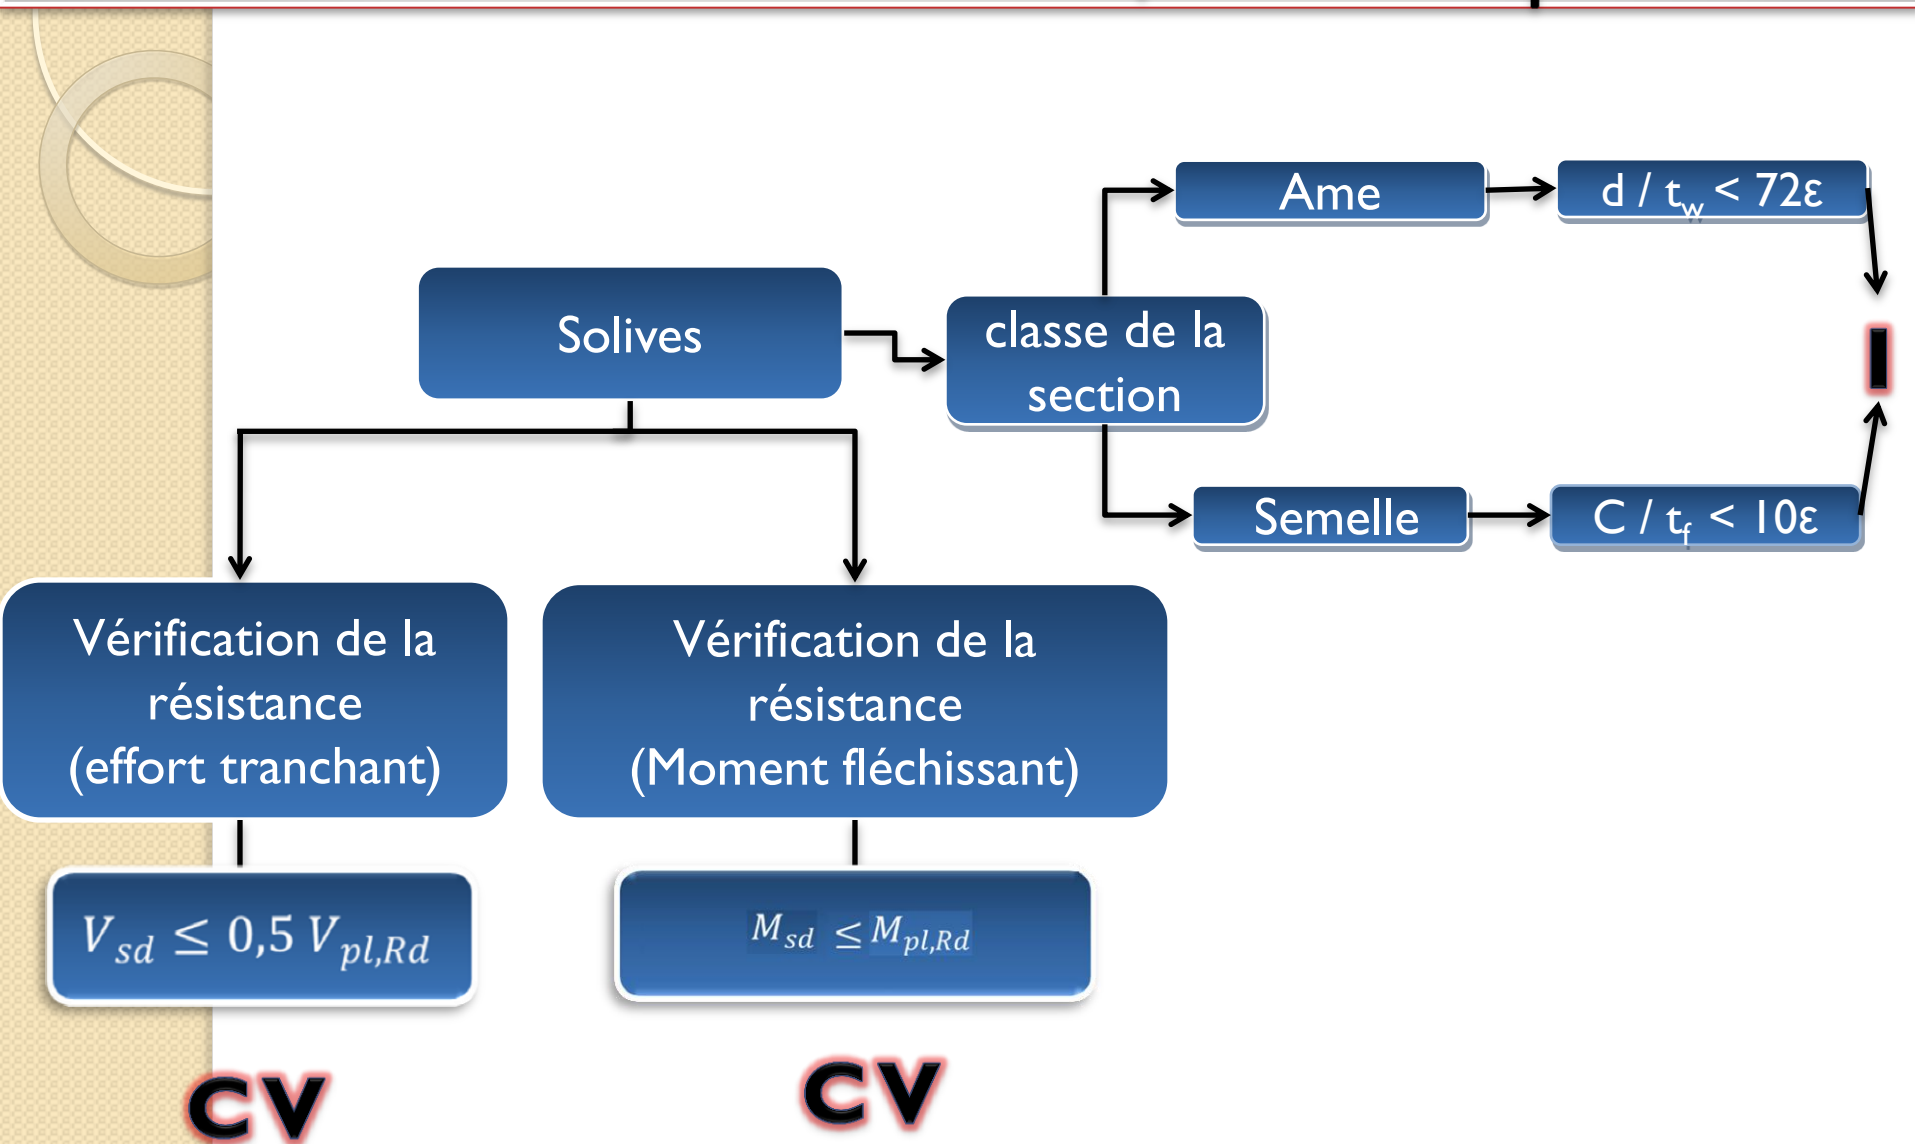 Ame
d / tw < 72ε
Solives
classe de la
section
I
Semelle
C / tf < 10ε
Vérification de la
résistance
(effort tranchant)
Vérification de la
résistance
(Moment fléchissant)
Vsd ≤ 0,5 Vpl,Rd
Msd ≤ Mpl,Rd
CV
CV